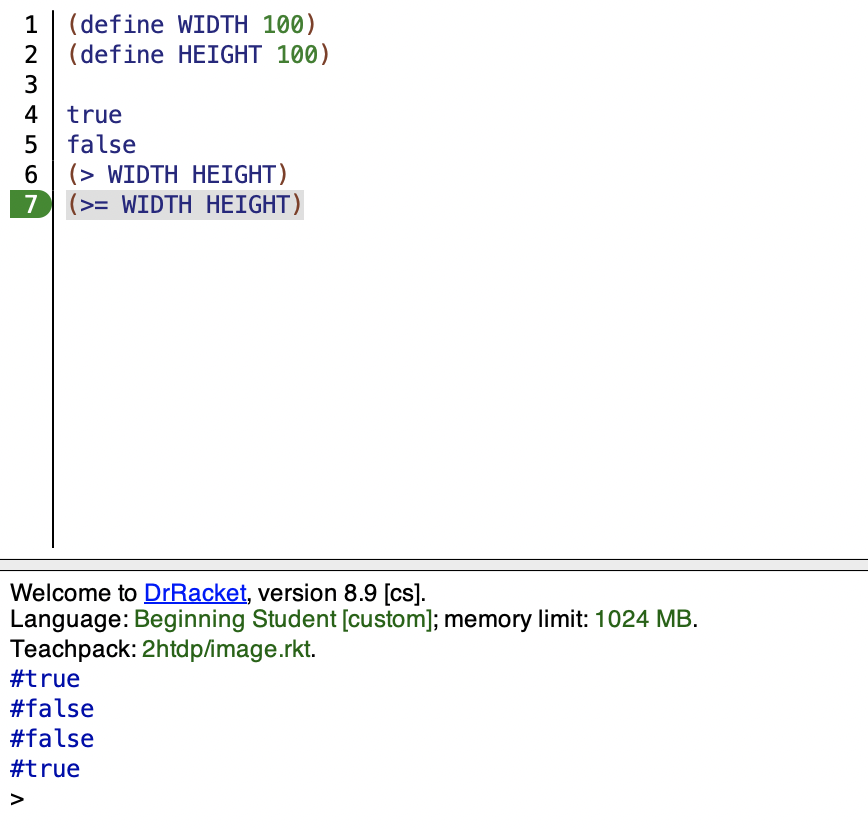 1 (define WIDTH 100)
2 (define HEIGHT 100)
3
4 true
5 false
6 (> WIDTH HEIGHT)
7 (>= WIDTH HEIGHT)
Welcome to DrRacket, version 8.9 [cs].
Language: Beginning Student [custom]; memory limit: 1024 MB.
Teachpack: 2htdp/image.rkt.
#true
#false
#false
#true
>